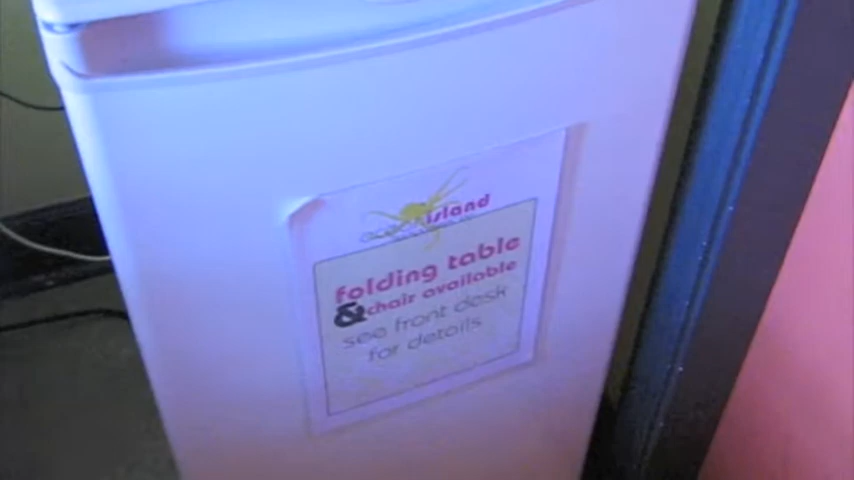 island
folding table
& chair available
see front desk
for details